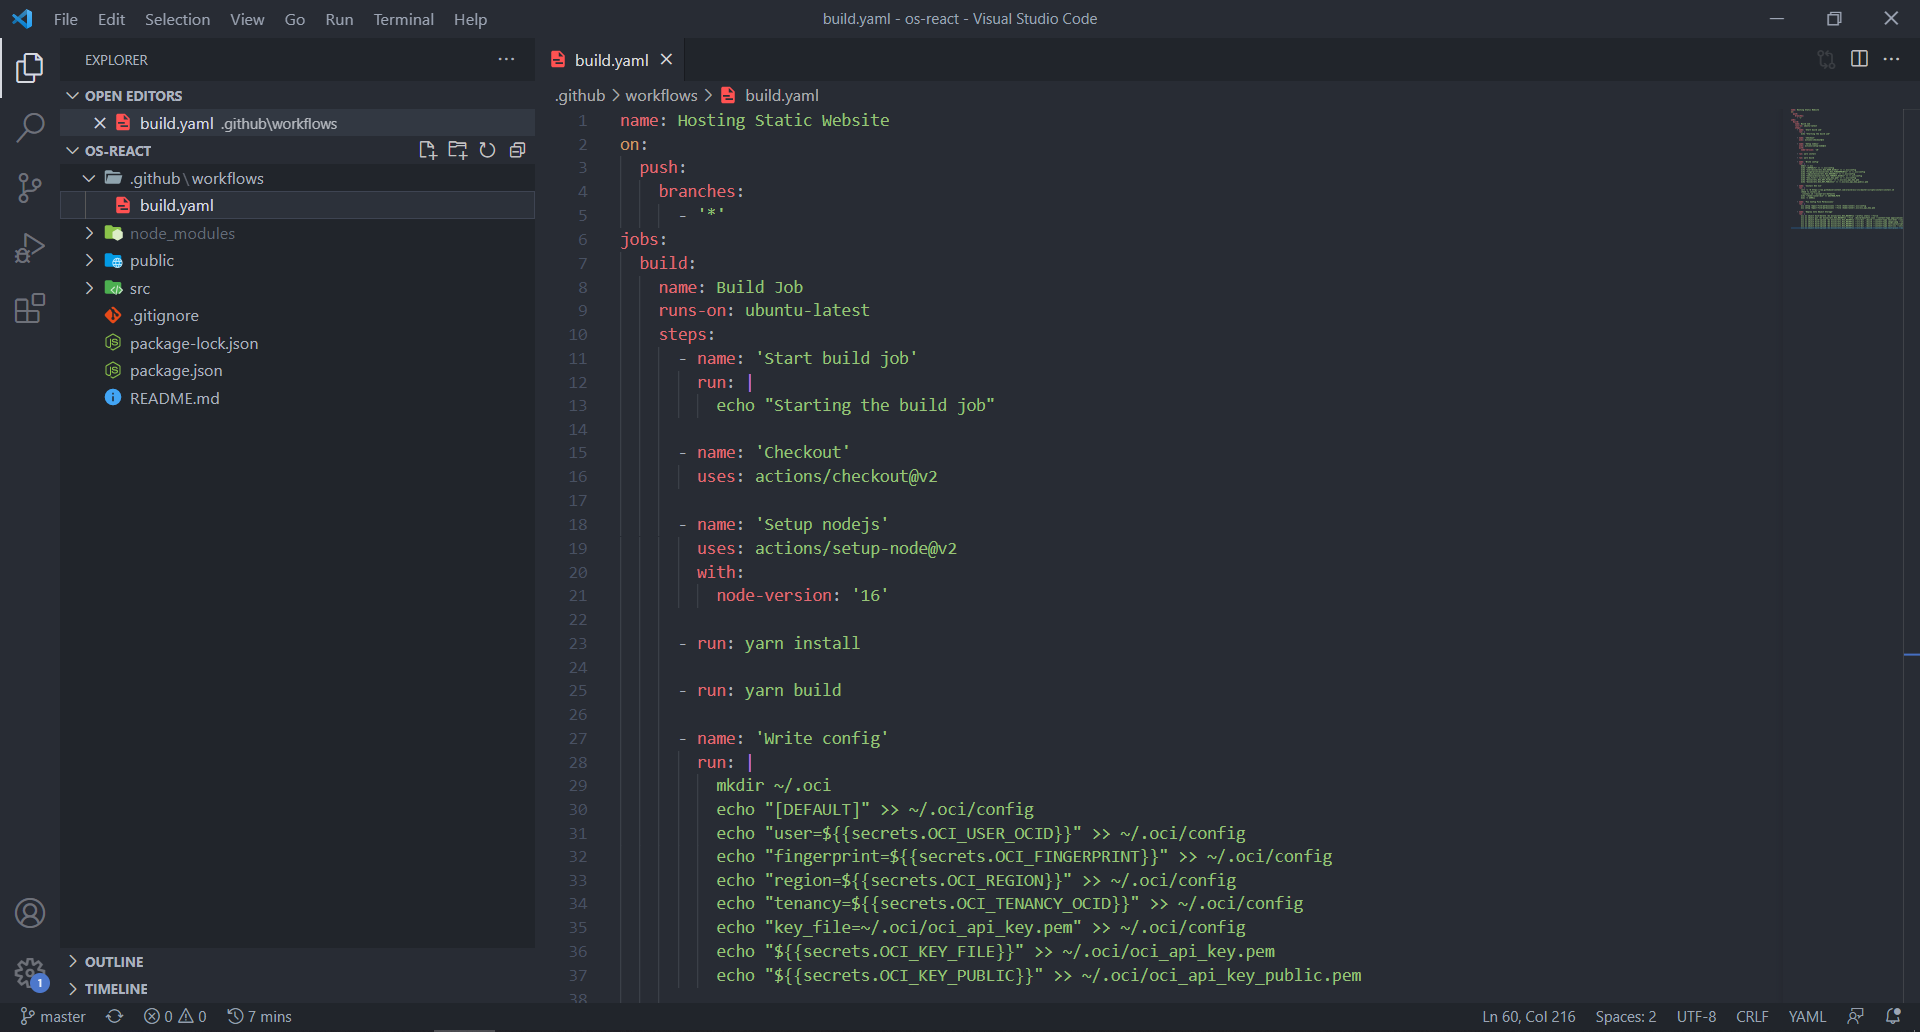 File Edit Selection View Go Run Terminal Help
build.yaml - os-react - Visual Studio Code
EXPLORER
OPEN EDITORS
build.yaml .github\workflows
OS-REACT
.github\workflows
build.yaml
node_modules
public
src
.gitignore
package-lock.json
package.json
README.md
OUTLINE
TIMELINE
build.yaml
.github > workflows > build.yaml
1 name: Hosting Static Website
2 on:
3 push:
4 branches:
5 - '*'
6 jobs:
7 build:
8 name: Build Job
9 runs-on: ubuntu-latest
10 steps:
11 - name: 'Start build job'
12 run: |
13 echo "Starting the build job"
14
15 - name: 'Checkout'
16 uses: actions/checkout@v2
17
18 - name: 'Setup nodejs'
19 uses: actions/setup-node@v2
20 with:
21 node-version: '16'
22
23 - run: yarn install
24
25 - run: yarn build
26
27 - name: 'Write config'
28 run: |
29 mkdir ~/.oci
30 echo "[DEFAULT]" >> ~/.oci/config
31 echo "user=${{secrets.OCI_USER_OCID}}" >> ~/.oci/config
32 echo "fingerprint=${{secrets.OCI_FINGERPRINT}}" >> ~/.oci/config
33 echo "region=${{secrets.OCI_REGION}}" >> ~/.oci/config
34 echo "tenancy=${{secrets.OCI_TENANCY_OCID}}" >> ~/.oci/config
35 echo "key_file=~/.oci/oci_api_key.pem" >> ~/.oci/config
36 echo "${{secrets.OCI_KEY_FILE}}" >> ~/.oci/oci_api_key.pem
37 echo "${{secrets.OCI_KEY_PUBLIC}}" >> ~/.oci/oci_api_key_public.pem
38
1
master 0 0 7 mins
Ln 60, Col 216 Spaces: 2 UTF-8 CRLF YAML